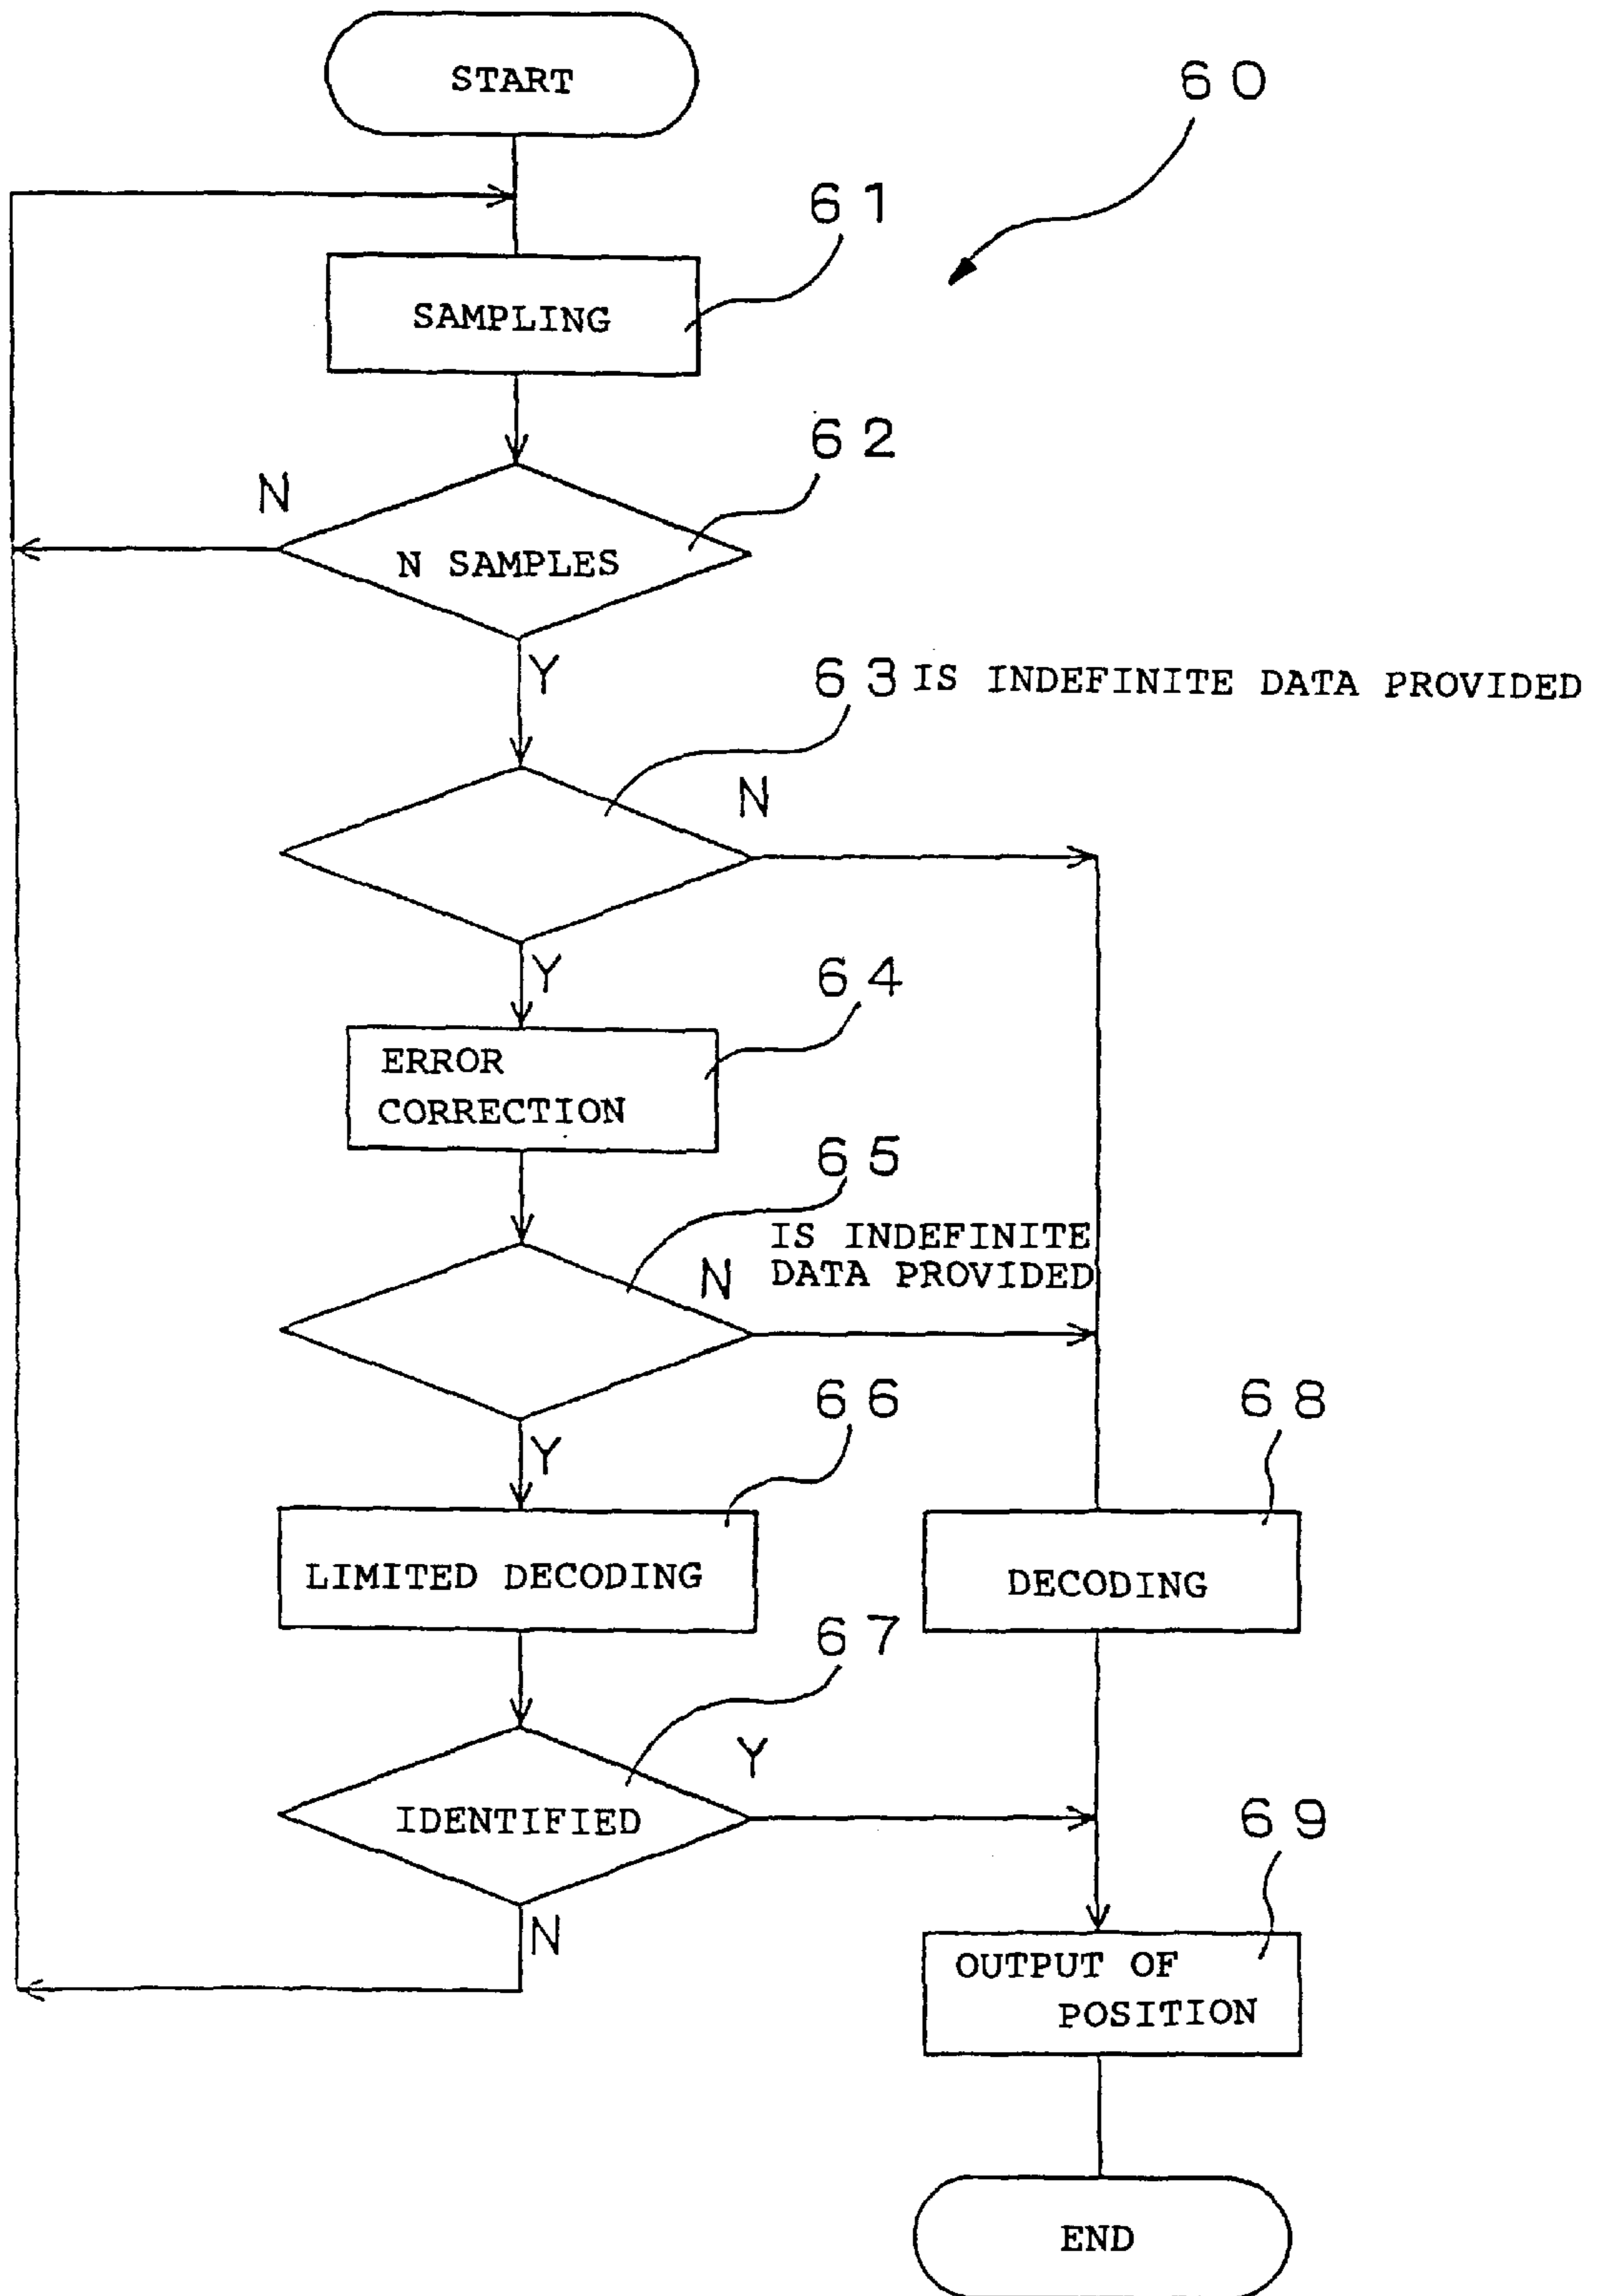 START
60
61
SAMPLING
62
N
N SAMPLES
Y
63 IS INDEFINITE DATA PROVIDED
N
Y
64
ERROR
CORRECTION
65
IS INDEFINITE
DATA PROVIDED
N
Y
66
68
LIMITED DECODING
DECODING
67
Y
IDENTIFIED
69
N
OUTPUT OF
POSITION
END